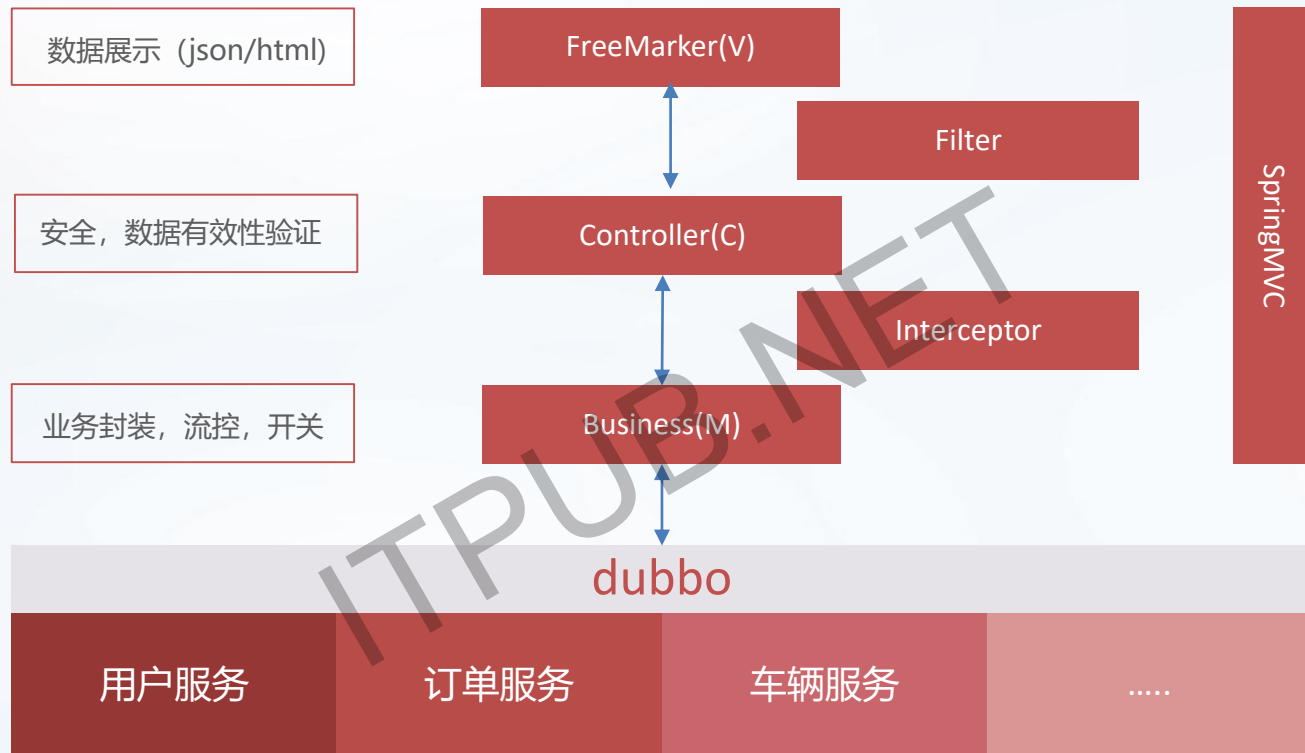 数据展示 (json/html)
FreeMarker(V)
Filter
SpringMVC
安全，数据有效性验证
Controller(C)
Interceptor
业务封装，流控，开关
Business(M)
ITPUB.NET
dubbo
用户服务
订单服务
车辆服务
.....